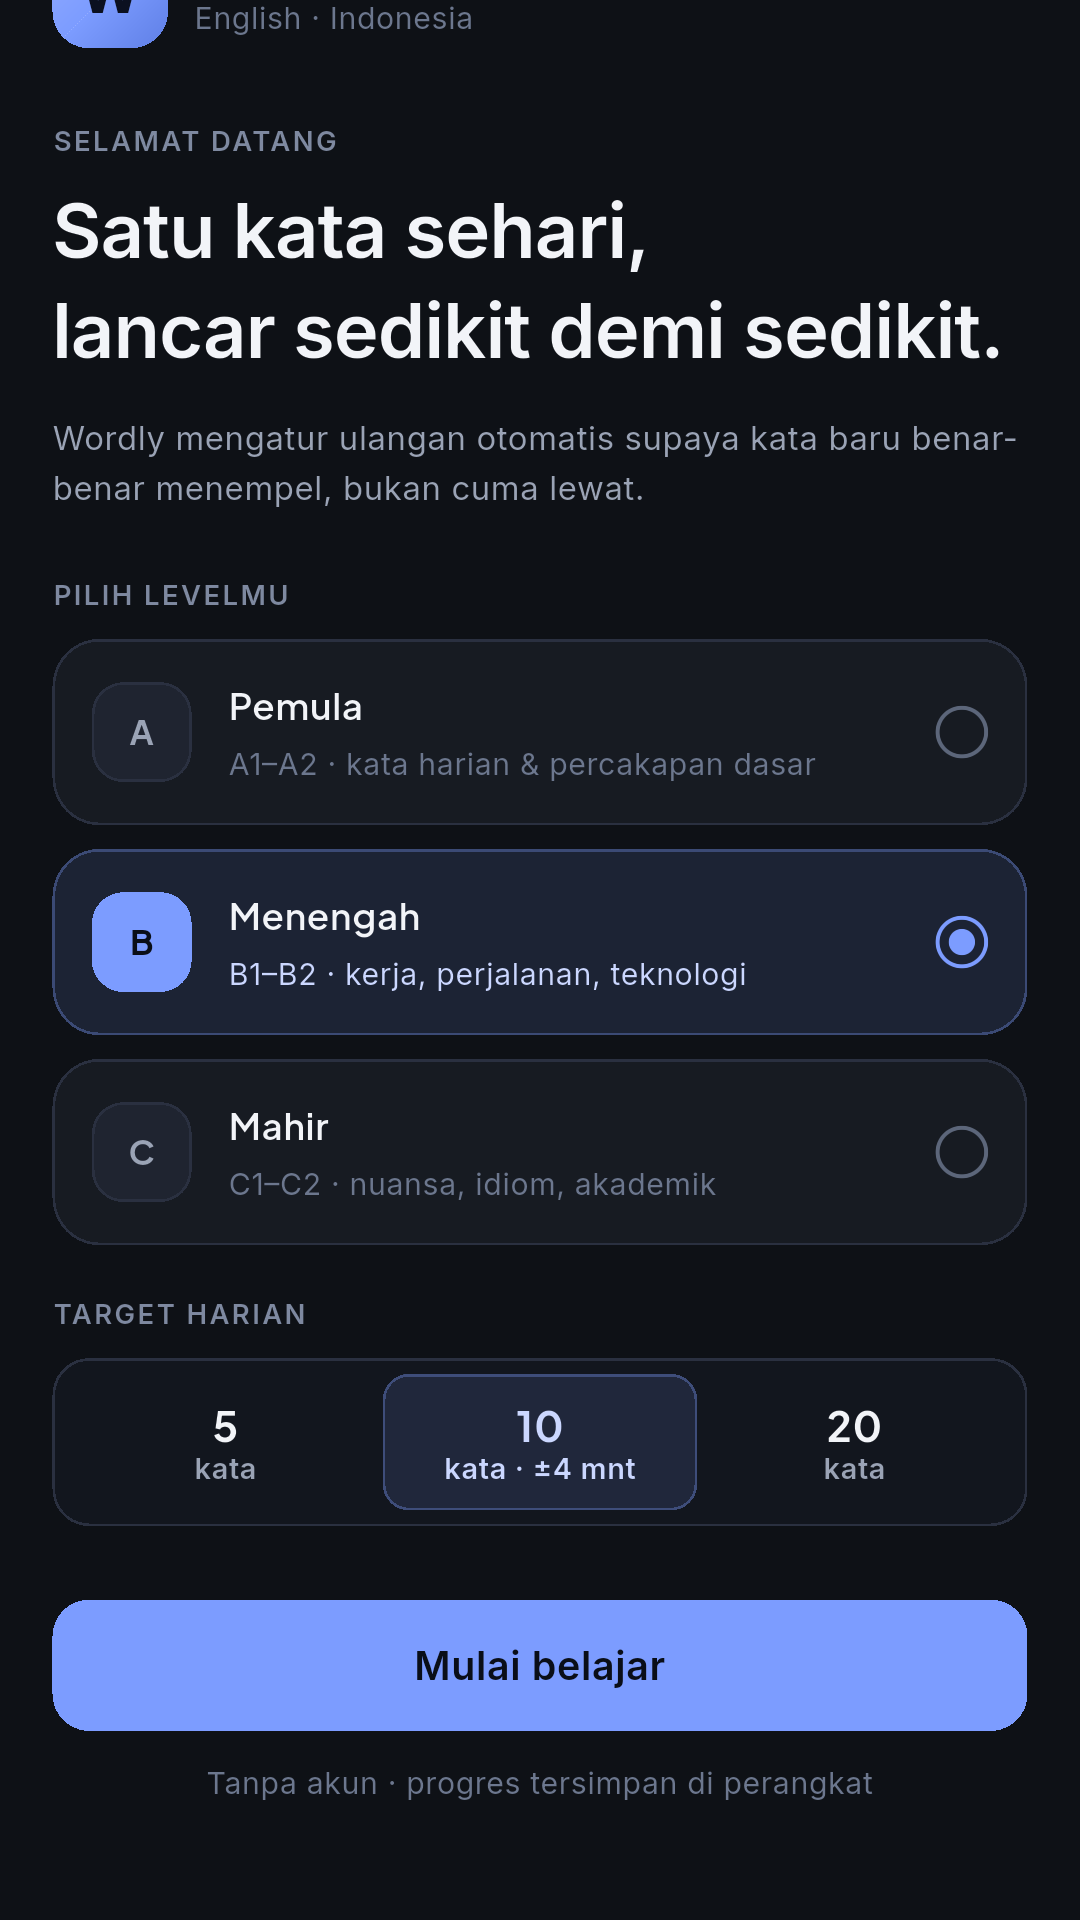 English · Indonesia
SELAMAT DATANG
Satu kata sehari,
lancar sedikit demi sedikit.
Wordly mengatur ulangan otomatis supaya kata baru benar-
benar menempel, bukan cuma lewat.
PILIH LEVELMU
A
Pemula
A1–A2 · kata harian & percakapan dasar
B
Menengah
B1–B2 · kerja, perjalanan, teknologi
C
Mahir
C1–C2 · nuansa, idiom, akademik
TARGET HARIAN
5
kata
10
kata · ±4 mnt
20
kata
Mulai belajar
Tanpa akun · progres tersimpan di perangkat